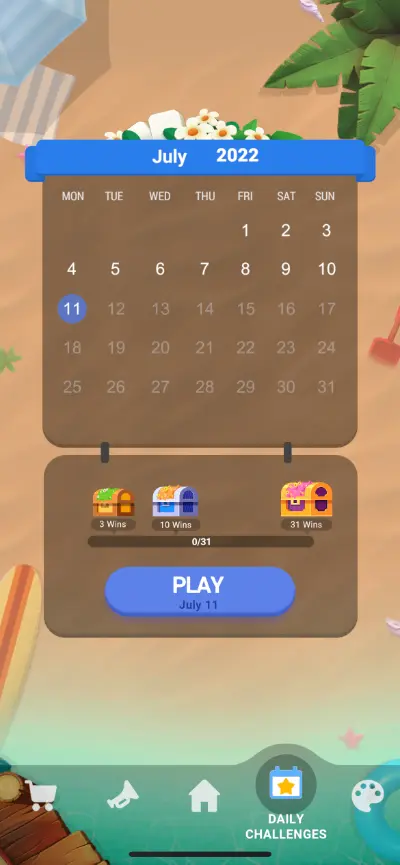 July 2022
MON TUE WED THU FRI SAT SUN
1 2 3
4 5 6 7 8 9 10
11 12 13 14 15 16 17
18 19 20 21 22 23 24
25 26 27 28 29 30 31
3 Wins 10 Wins 31 Wins
0/31
PLAY
July 11
DAILY
CHALLENGES